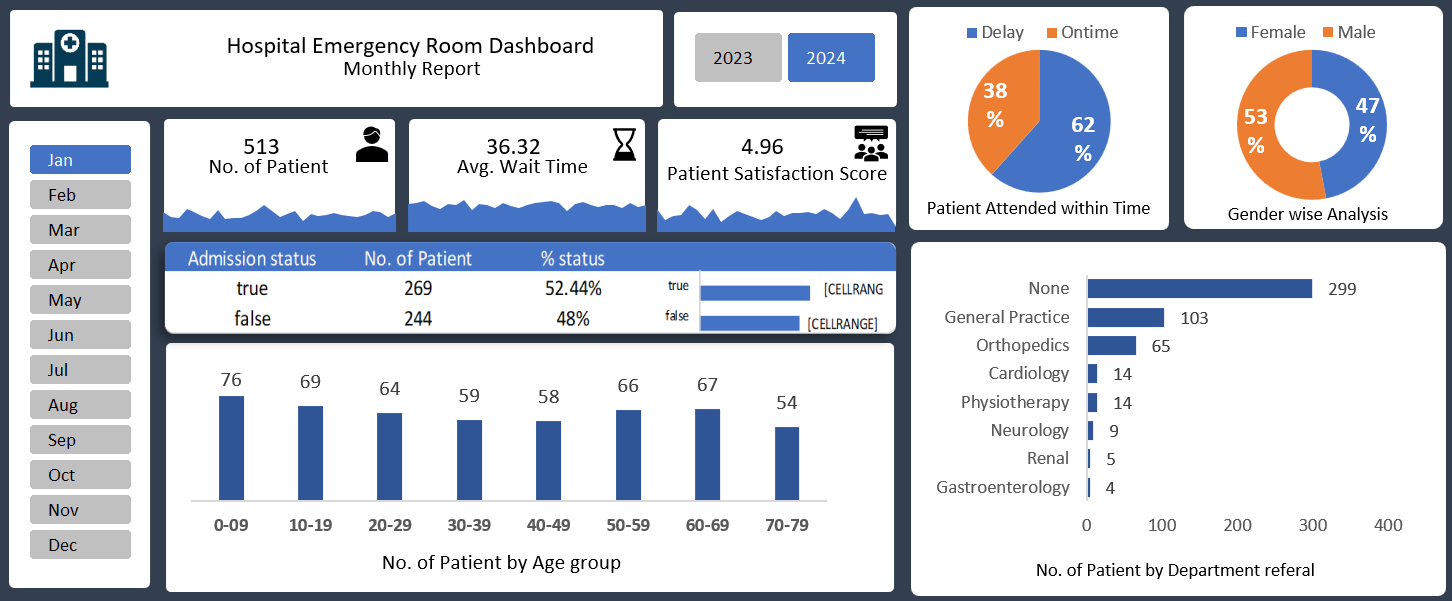 Hospital Emergency Room Dashboard
Monthly Report
2023
2024
Jan
Feb
Mar
Apr
May
Jun
Jul
Aug
Sep
Oct
Nov
Dec
513
No. of Patient
36.32
Avg. Wait Time
4.96
Patient Satisfaction Score
Delay Ontime
38
%
62
%
Patient Attended within Time
Female Male
53
%
47
%
Gender wise Analysis
Admission status No. of Patient % status
true 269 52.44% true [CELLRANG
false 244 48% false [CELLRANGE]
76 69 64 59 58 66 67 54
0-09 10-19 20-29 30-39 40-49 50-59 60-69 70-79
No. of Patient by Age group
None 299
General Practice 103
Orthopedics 65
Cardiology 14
Physiotherapy 14
Neurology 9
Renal 5
Gastroenterology 4
0 100 200 300 400
No. of Patient by Department referal